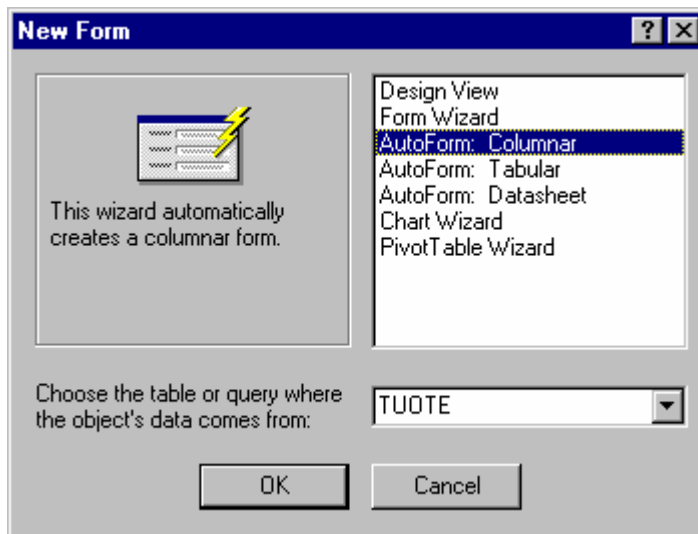 New Form
This wizard automatically
creates a columnar form.
Design View
Form Wizard
AutoForm: Columnar
AutoForm: Tabular
AutoForm: Datasheet
Chart Wizard
PivotTable Wizard
Choose the table or query where
the object's data comes from:
TUOTE
OK
Cancel